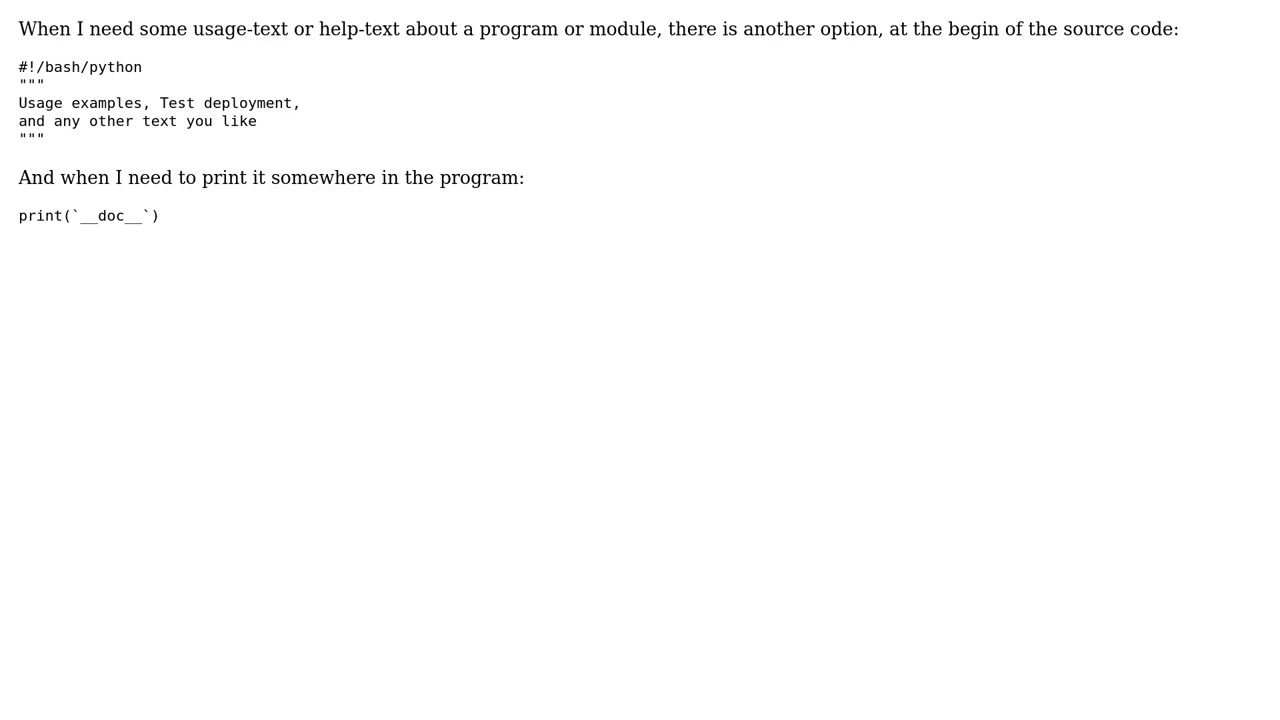 When I need some usage-text or help-text about a program or module, there is another option, at the begin of the source code:
#!/bash/python
"""
Usage examples, Test deployment,
and any other text you like
"""
And when I need to print it somewhere in the program:
print(`__doc__`)